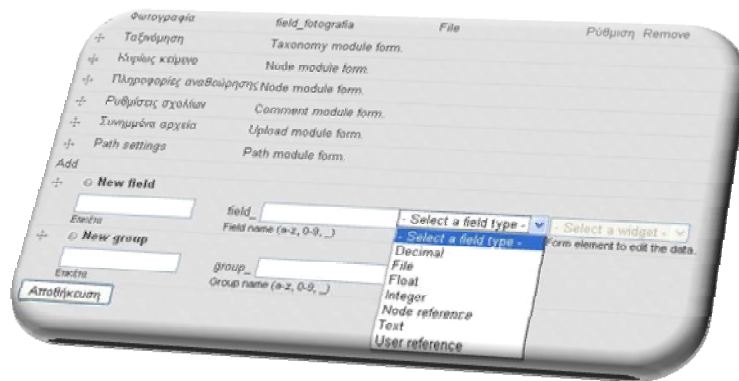 Φωτογραφία field_fotografia File Ρύθμιση Remove
Ταξινόμηση Taxonomy module form.
Κυρίως κείμενο Node module form.
Πληροφορίες αναθεώρησης Node module form.
Ρυθμίσεις σχολίων Comment module form.
Συνημμένα αρχεία Upload module form.
Path settings Path module form.
Add
New field
field_ - Select a field type - - Select a widget -
Ετικέτα Field name (a-z, 0-9, _) Form element to edit the data.
- Select a field type -
Decimal
File
Float
Integer
Node reference
Text
User reference
New group
group_
Ετικέτα Group name (a-z, 0-9, _)
Αποθήκευση